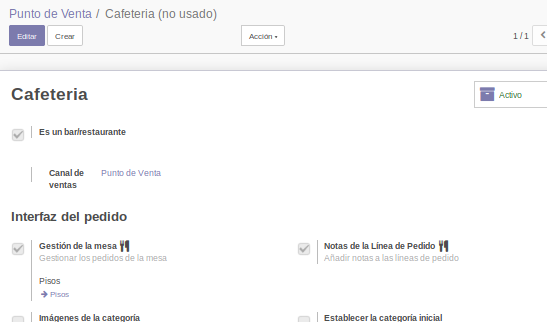 Punto de Venta / Cafeteria (no usado)
Editar Crear Acción 1 / 1
Cafeteria
Activo
Es un bar/restaurante
Canal de ventas Punto de Venta
Interfaz del pedido
Gestión de la mesa
Gestionar los pedidos de la mesa
Pisos
Pisos
Notas de la Línea de Pedido
Añadir notas a las líneas de pedido
Imágenes de la categoría
Establecer la categoría inicial